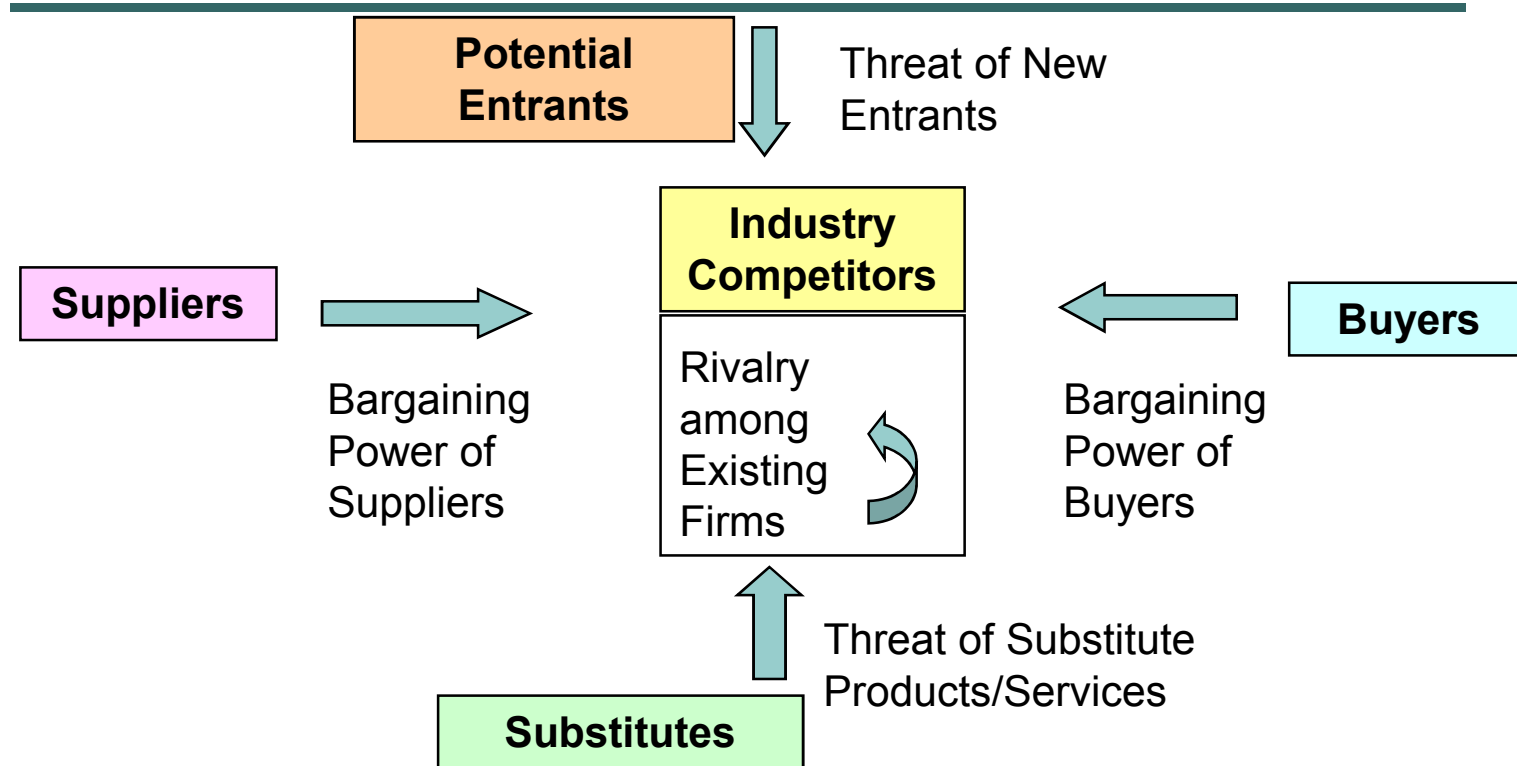 Potential
Entrants
Threat of New
Entrants
Industry
Competitors
Suppliers
Buyers
Rivalry
among
Existing
Firms
Bargaining
Power of
Suppliers
Bargaining
Power of
Buyers
Threat of Substitute
Products/Services
Substitutes